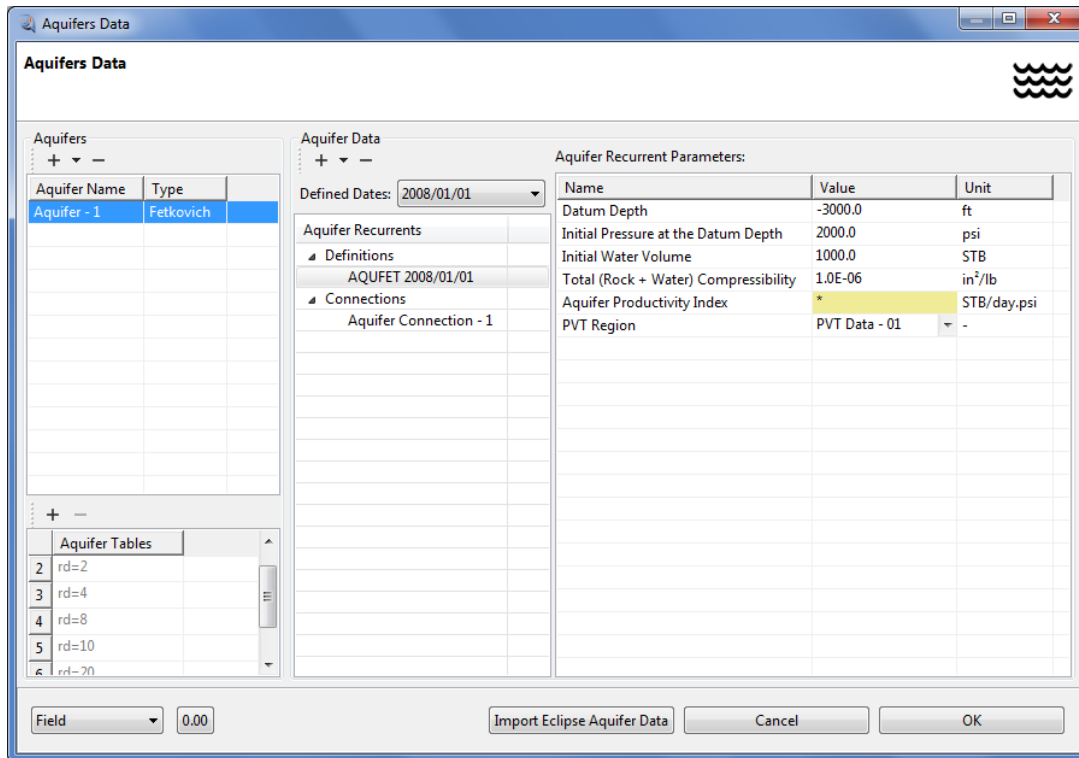 Aquifers Data
Aquifers Data
Aquifers
Aquifer Name Type
Aquifer - 1 Fetkovich
Aquifer Tables
2 rd=2
3 rd=4
4 rd=8
5 rd=10
6 rd=20
Aquifer Data
Defined Dates: 2008/01/01
Aquifer Recurrents
Definitions
AQUFET 2008/01/01
Connections
Aquifer Connection - 1
Aquifer Recurrent Parameters:
Name Value Unit
Datum Depth -3000.0 ft
Initial Pressure at the Datum Depth 2000.0 psi
Initial Water Volume 1000.0 STB
Total (Rock + Water) Compressibility 1.0E-06 in²/lb
Aquifer Productivity Index * STB/day.psi
PVT Region PVT Data - 01 -
Field 0.00 Import Eclipse Aquifer Data Cancel OK